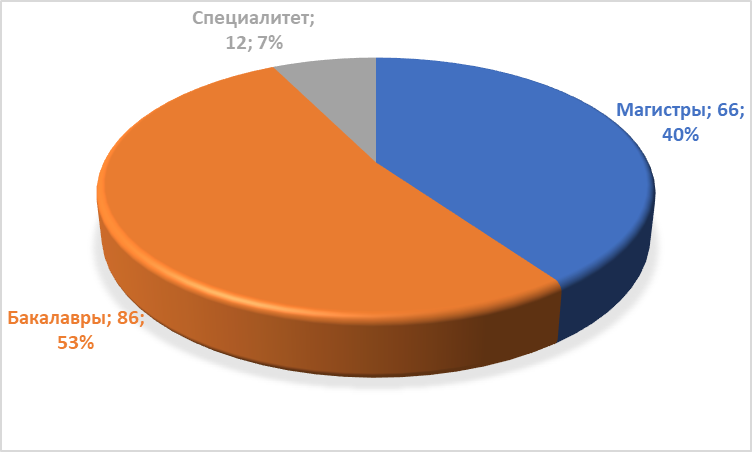 Специалитет;
12; 7%
Магистры; 66;
40%
Бакалавры; 86;
53%